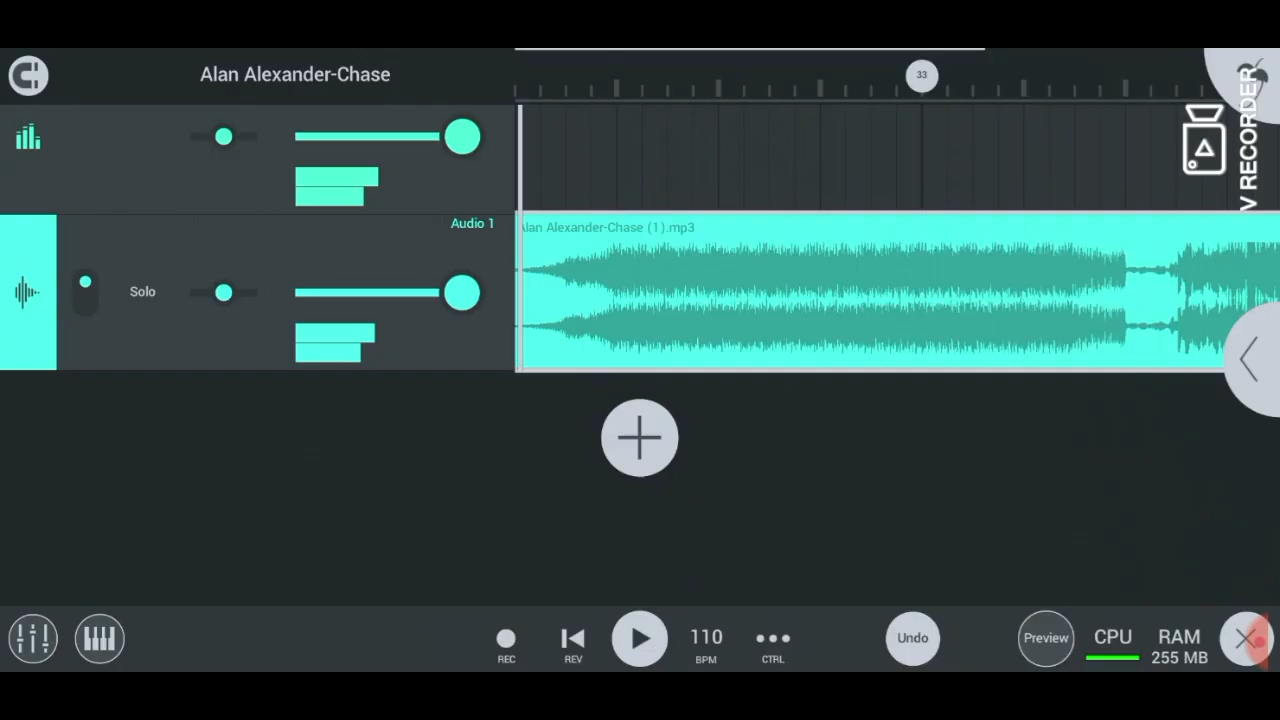 Alan Alexander-Chase
33
V RECORDER
Audio 1
Alan Alexander-Chase (1).mp3
Solo
REC
REV
110
BPM
CTRL
Undo
Preview
CPU
RAM
255 MB